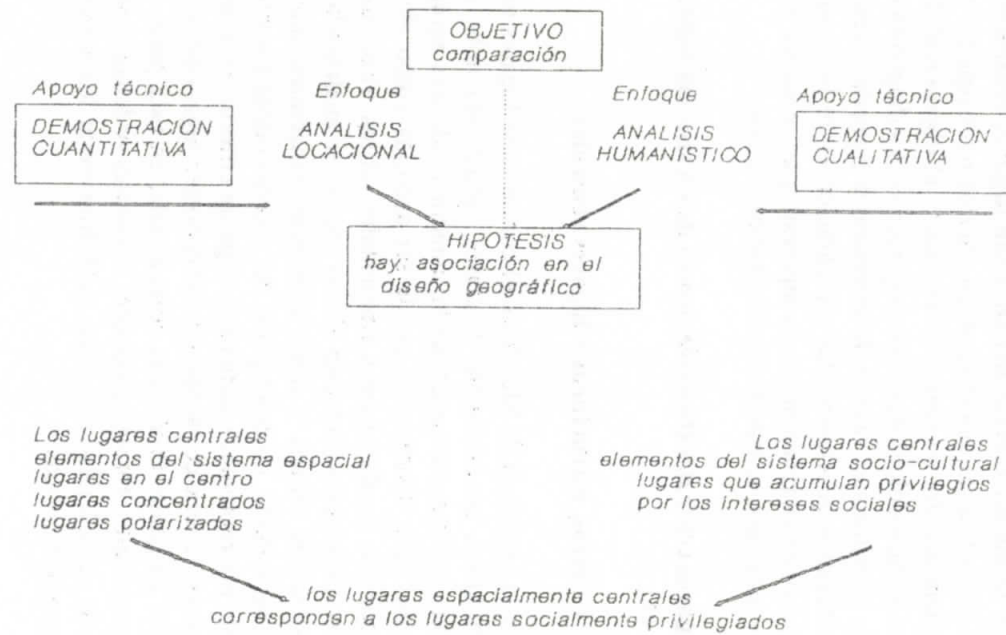 OBJETIVO
comparación
Apoyo técnico
DEMOSTRACION
CUANTITATIVA
Enfoque
ANALISIS
LOCACIONAL
Enfoque
ANALISIS
HUMANISTICO
Apoyo técnico
DEMOSTRACION
CUALITATIVA
HIPOTESIS
hay asociación en el
diseño geográfico
Los lugares centrales
elementos del sistema espacial
lugares en el centro
lugares concentrados
lugares polarizados
Los lugares centrales
elementos del sistema socio-cultural
lugares que acumulan privilegios
por los intereses sociales
los lugares espacialmente centrales
corresponden a los lugares socialmente privilegiados